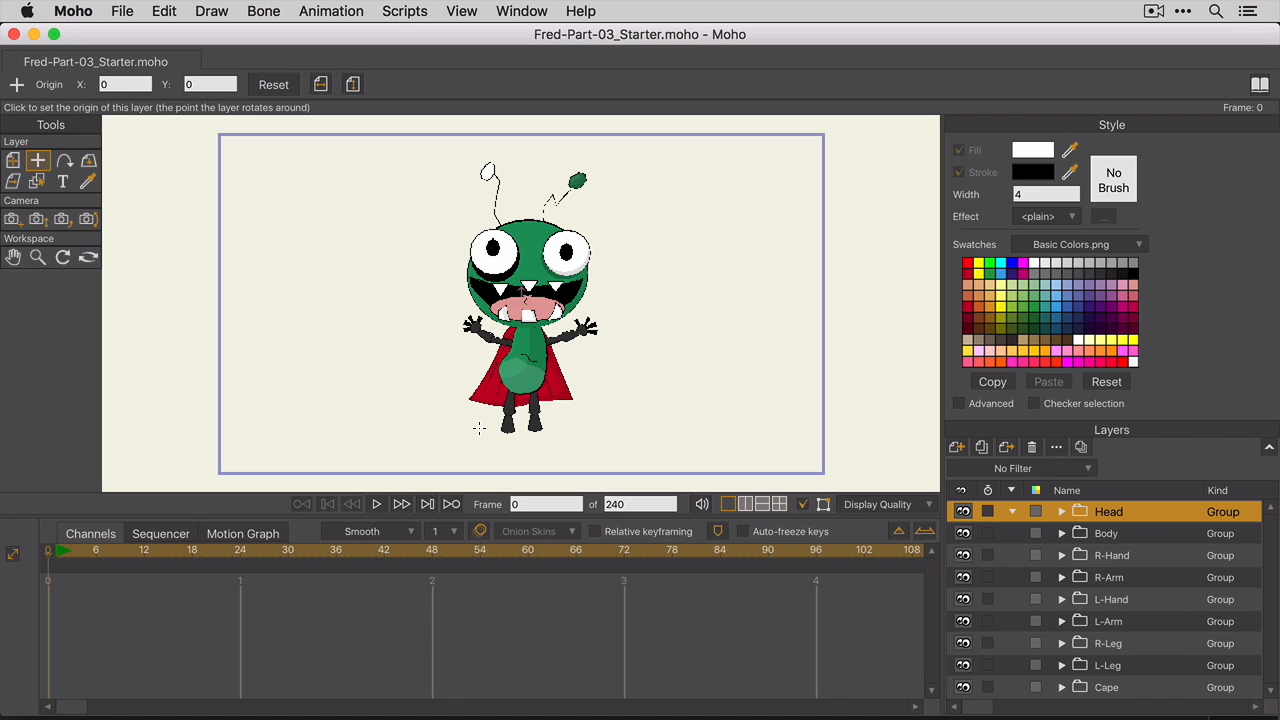 Moho File Edit Draw Bone Animation Scripts View Window Help
Fred-Part-03_Starter.moho - Moho
Fred-Part-03_Starter.moho
Origin X: 0 Y: 0 Reset
Click to set the origin of this layer (the point the layer rotates around) Frame: 0
Tools
Layer
T
Camera
Workspace
Style
Fill
Stroke
No Brush
Width 4
Effect <plain> ...
Swatches Basic Colors.png
Copy Paste Reset
Advanced Checker selection
Layers
No Filter
Name Kind
Head Group
Body Group
R-Hand Group
R-Arm Group
L-Hand Group
L-Arm Group
R-Leg Group
L-Leg Group
Cape Group
Frame 0 of 240 Display Quality
Channels Sequencer Motion Graph Smooth 1 Onion Skins Relative keyframing Auto-freeze keys
0 6 12 18 24 30 36 42 48 54 60 66 72 78 84 90 96 102 108
0 1 2 3 4